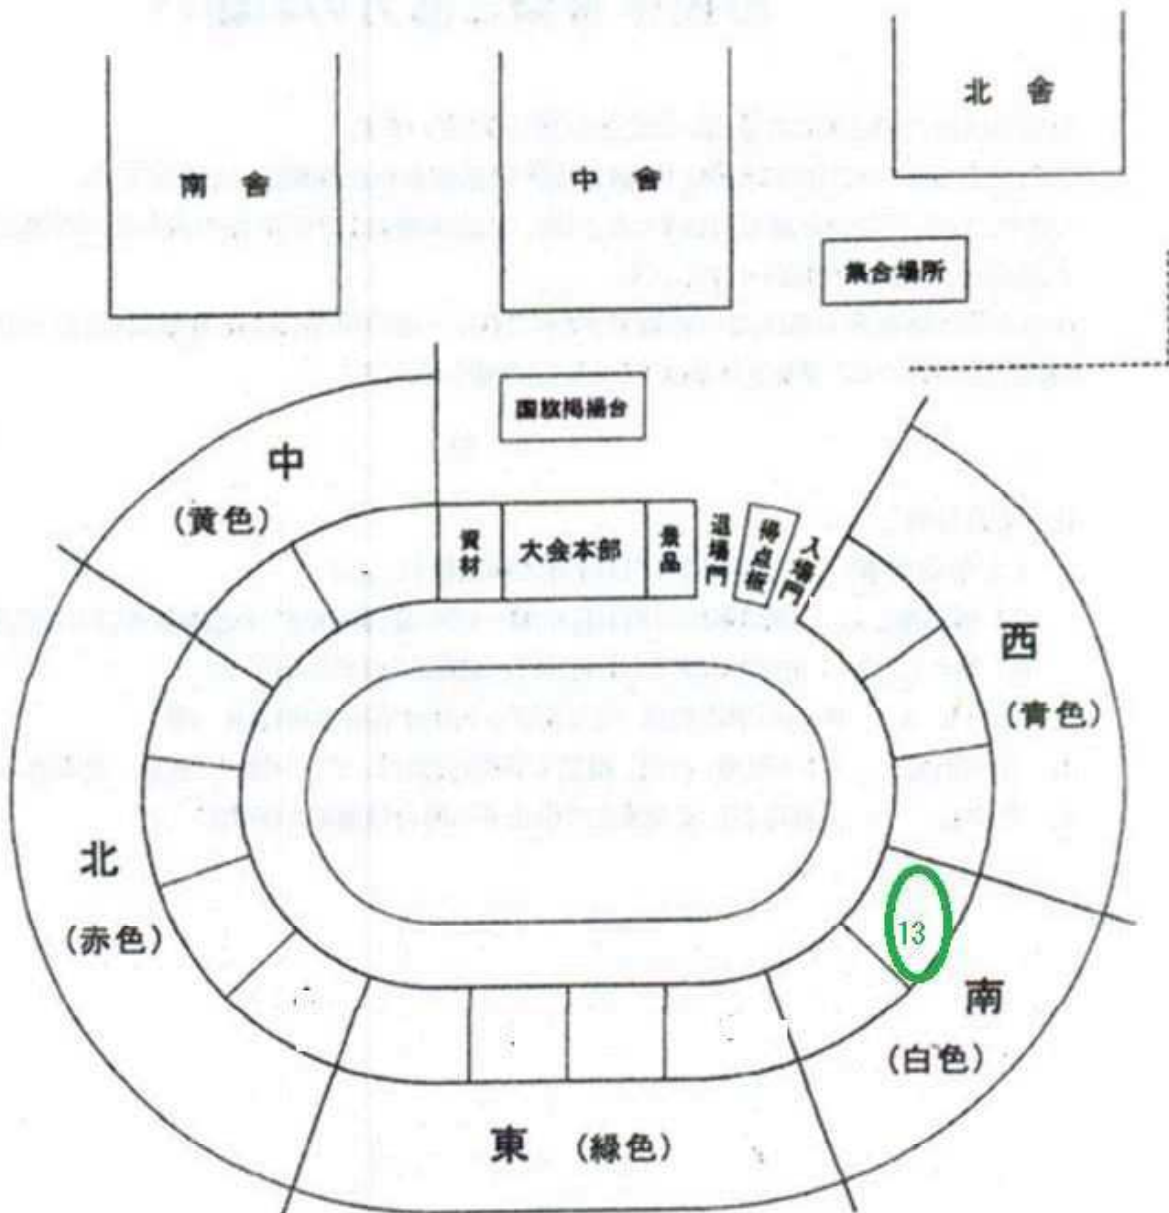 北 舎
南 舎
中 舎
集合場所
国旗掲揚台
中
(黄色)
資材
大会本部
景品
退場門
得点板
入場門
西
(青色)
北
(赤色)
13
南
(白色)
東 (緑色)